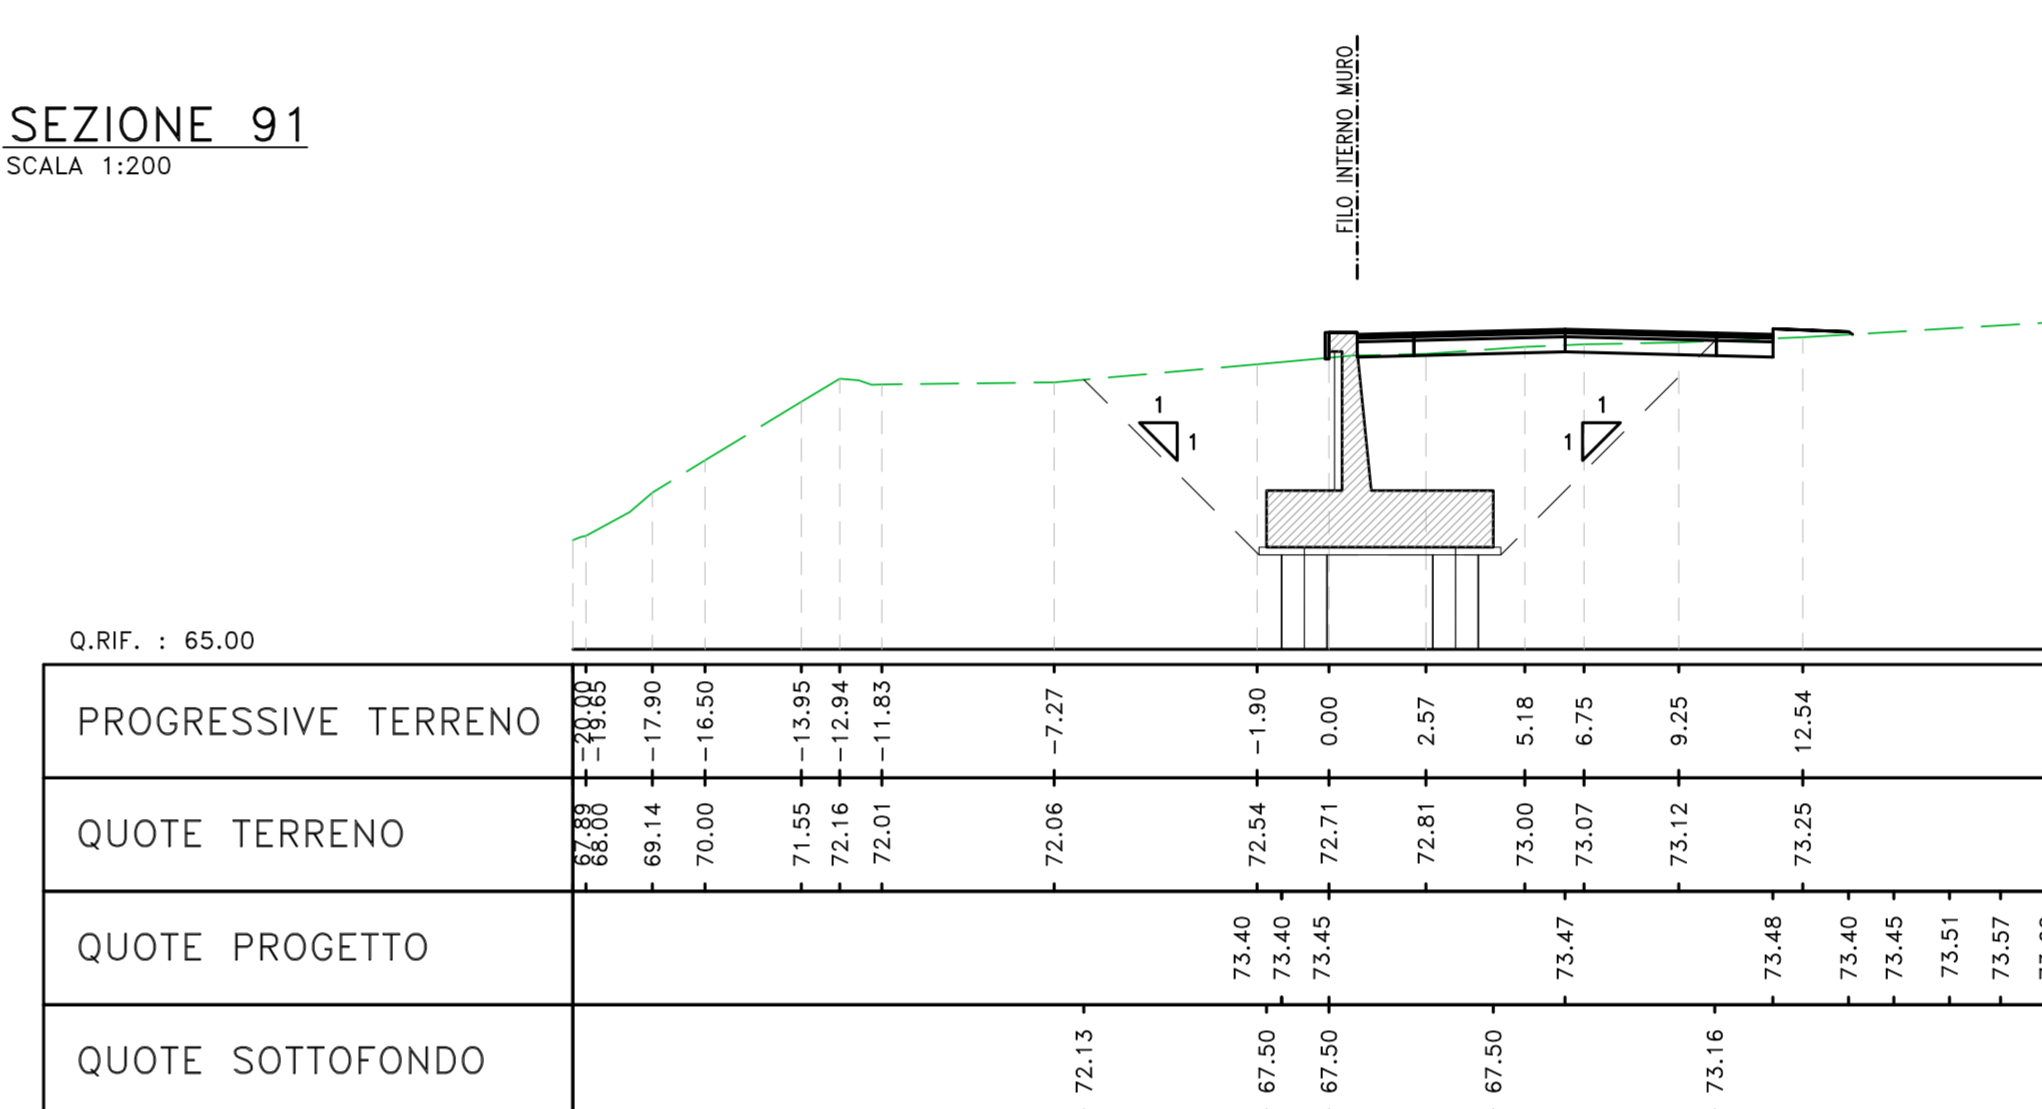 FILO INTERNO MURO
SEZIONE 91
SCALA 1:200
1
1
1
1
Q.RIF. : 65.00
PROGRESSIVE TERRENO -20.00 -19.65 -17.90 -16.50 -13.95 -12.94 -11.83 -7.27 -1.90 0.00 2.57 5.18 6.75 9.25 12.54
QUOTE TERRENO 67.89 68.00 69.14 70.00 71.55 72.16 72.01 72.06 72.54 72.71 72.81 73.00 73.07 73.12 73.25
QUOTE PROGETTO 73.40 73.40 73.45 73.47 73.48 73.40 73.45 73.51 73.57
QUOTE SOTTOFONDO 72.13 67.50 67.50 67.50 73.16